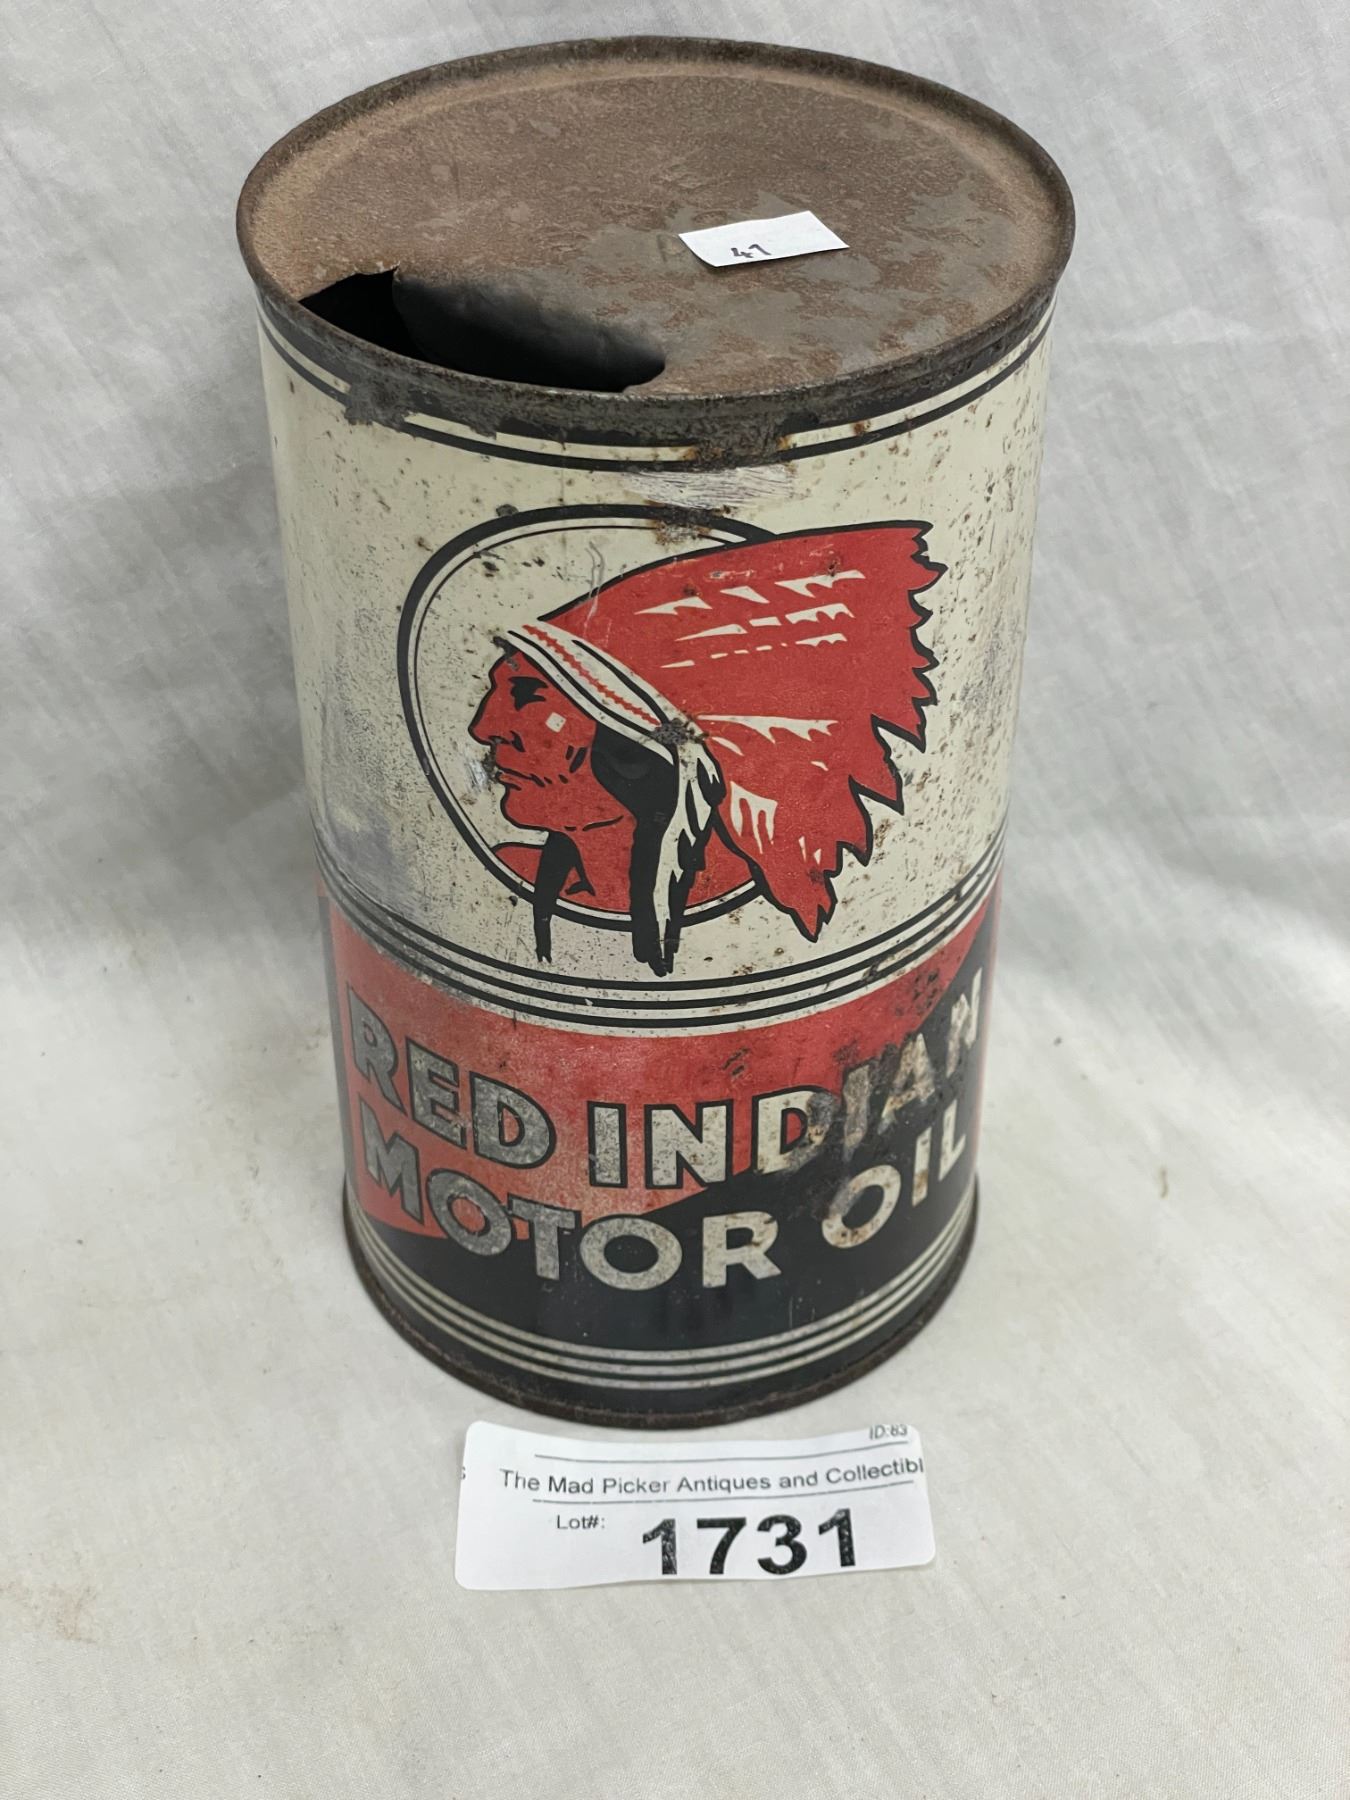 41
RED INDIAN
MOTOR OIL
ID:83
The Mad Picker Antiques and Collectibl
Lot#: 1731